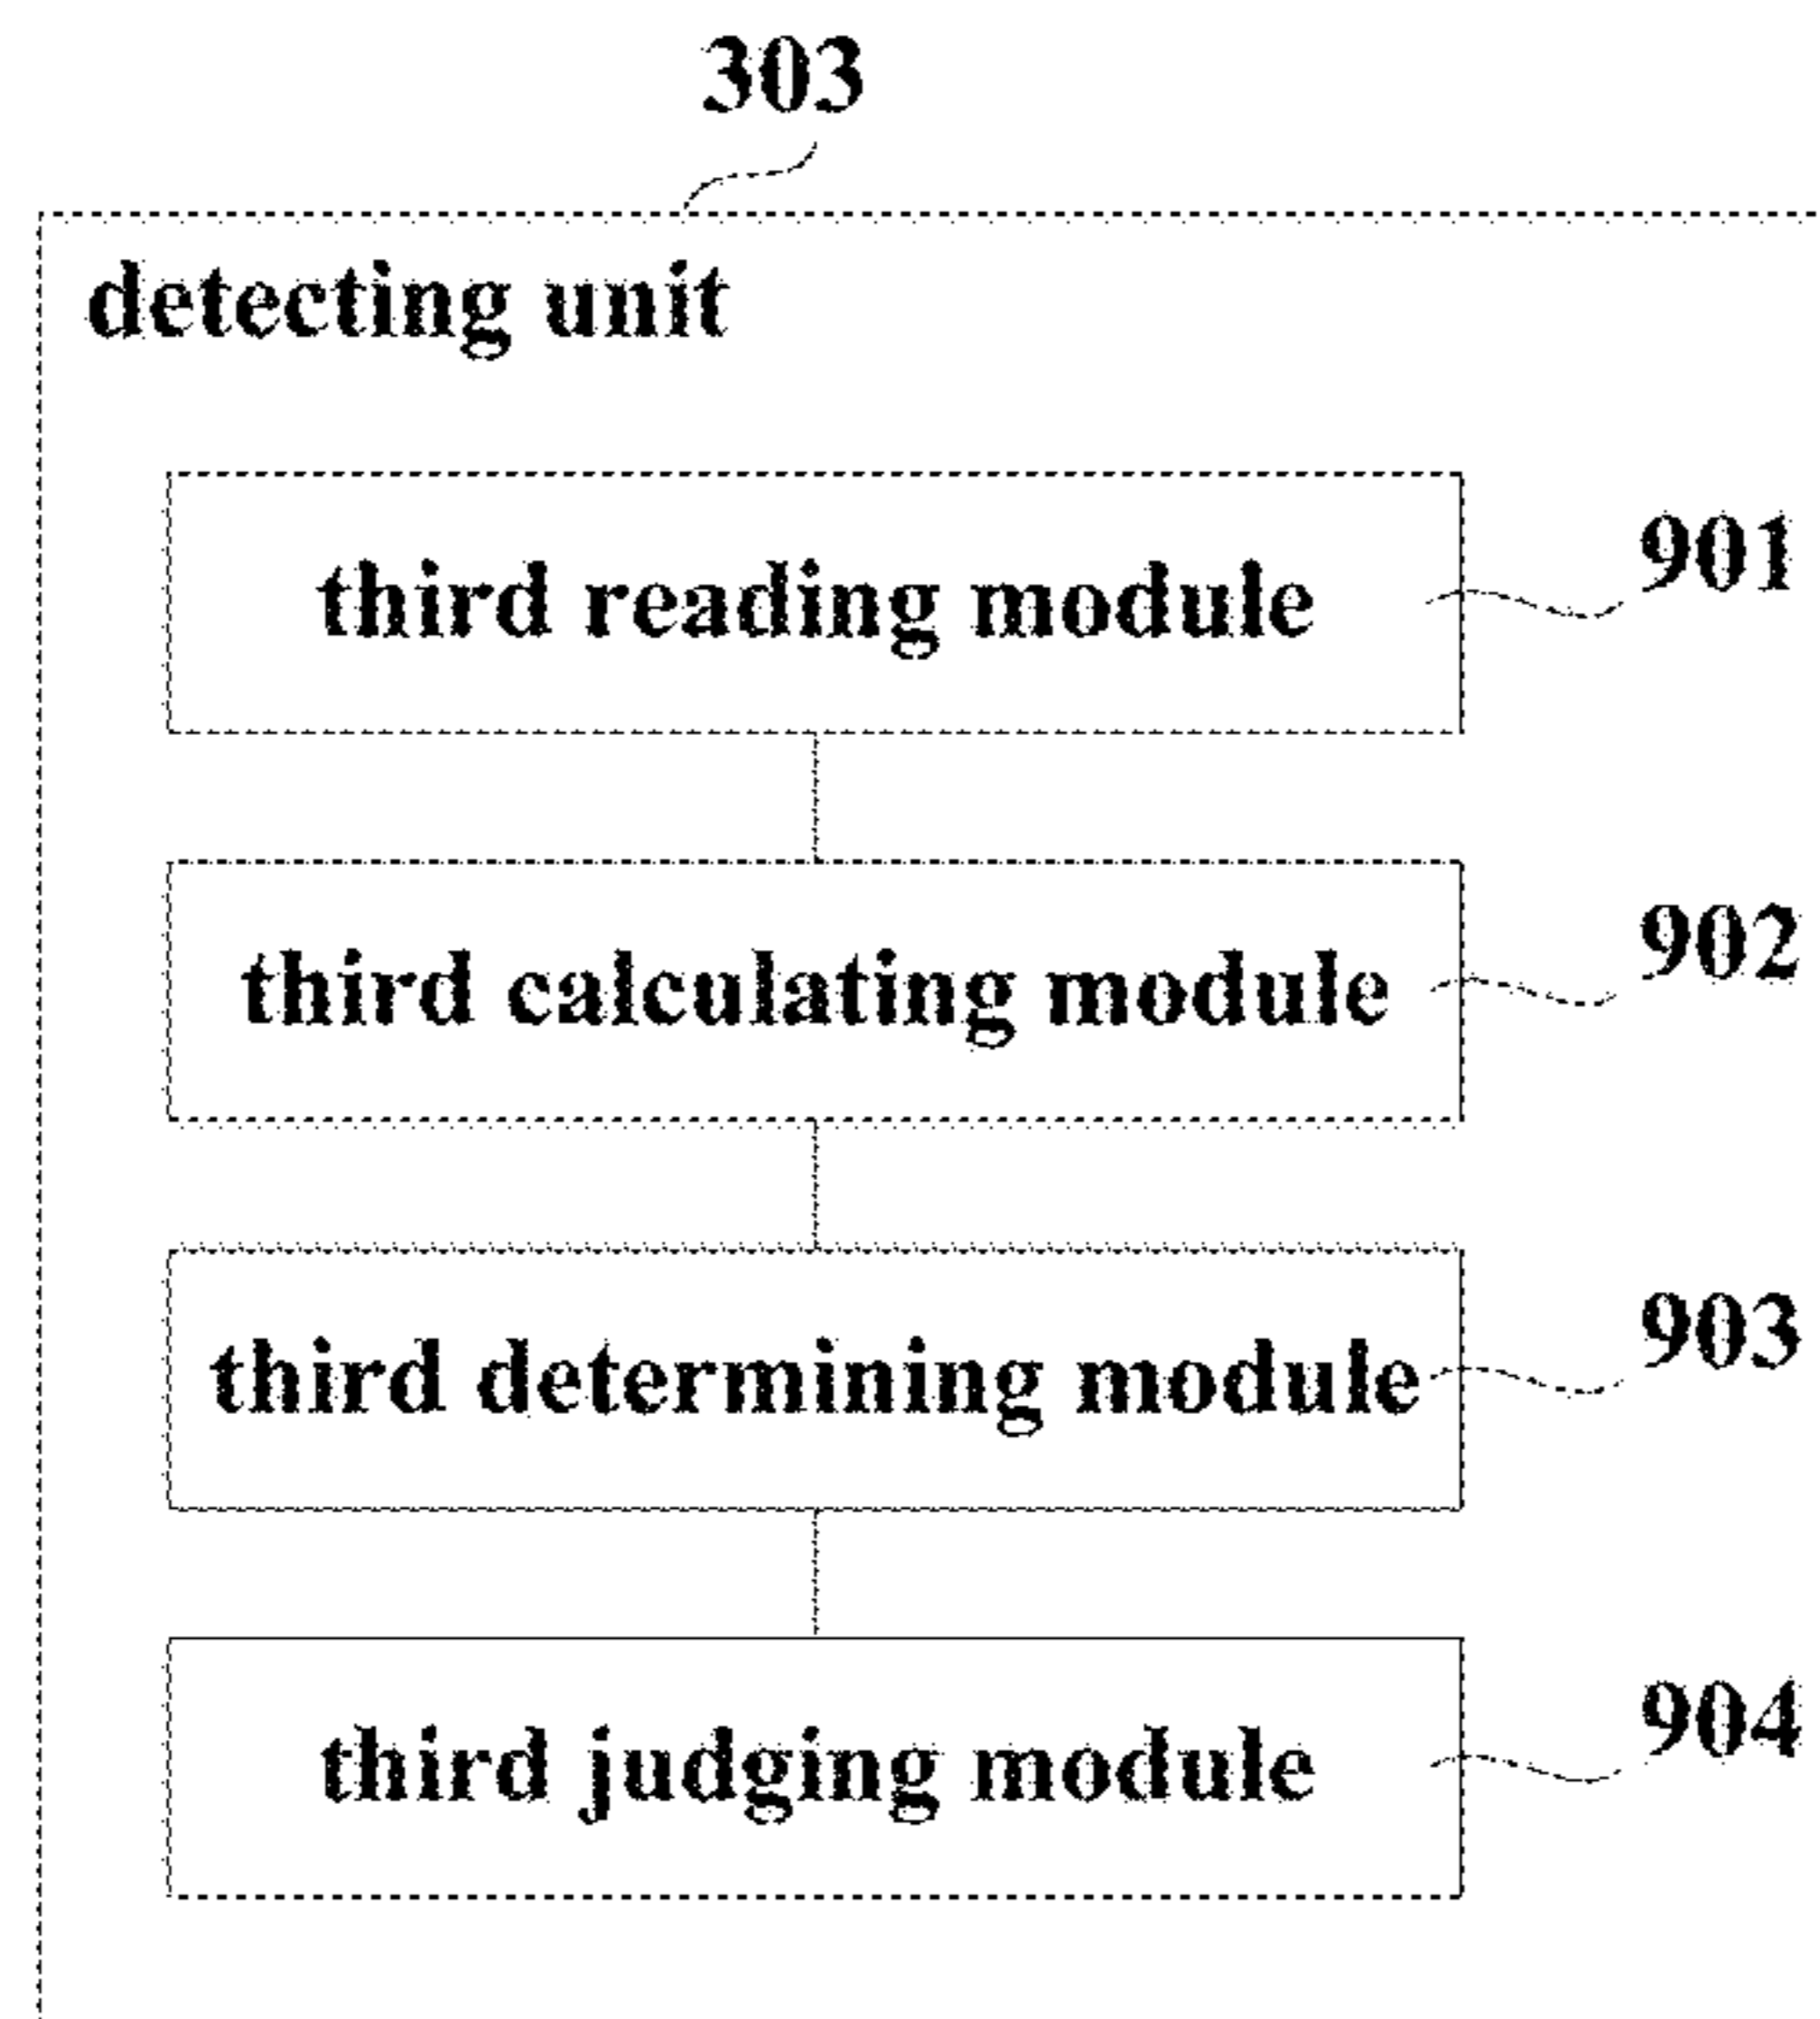 303
detecting unit
third reading module
901
third calculating module
902
third determining module
903
third judging module
904